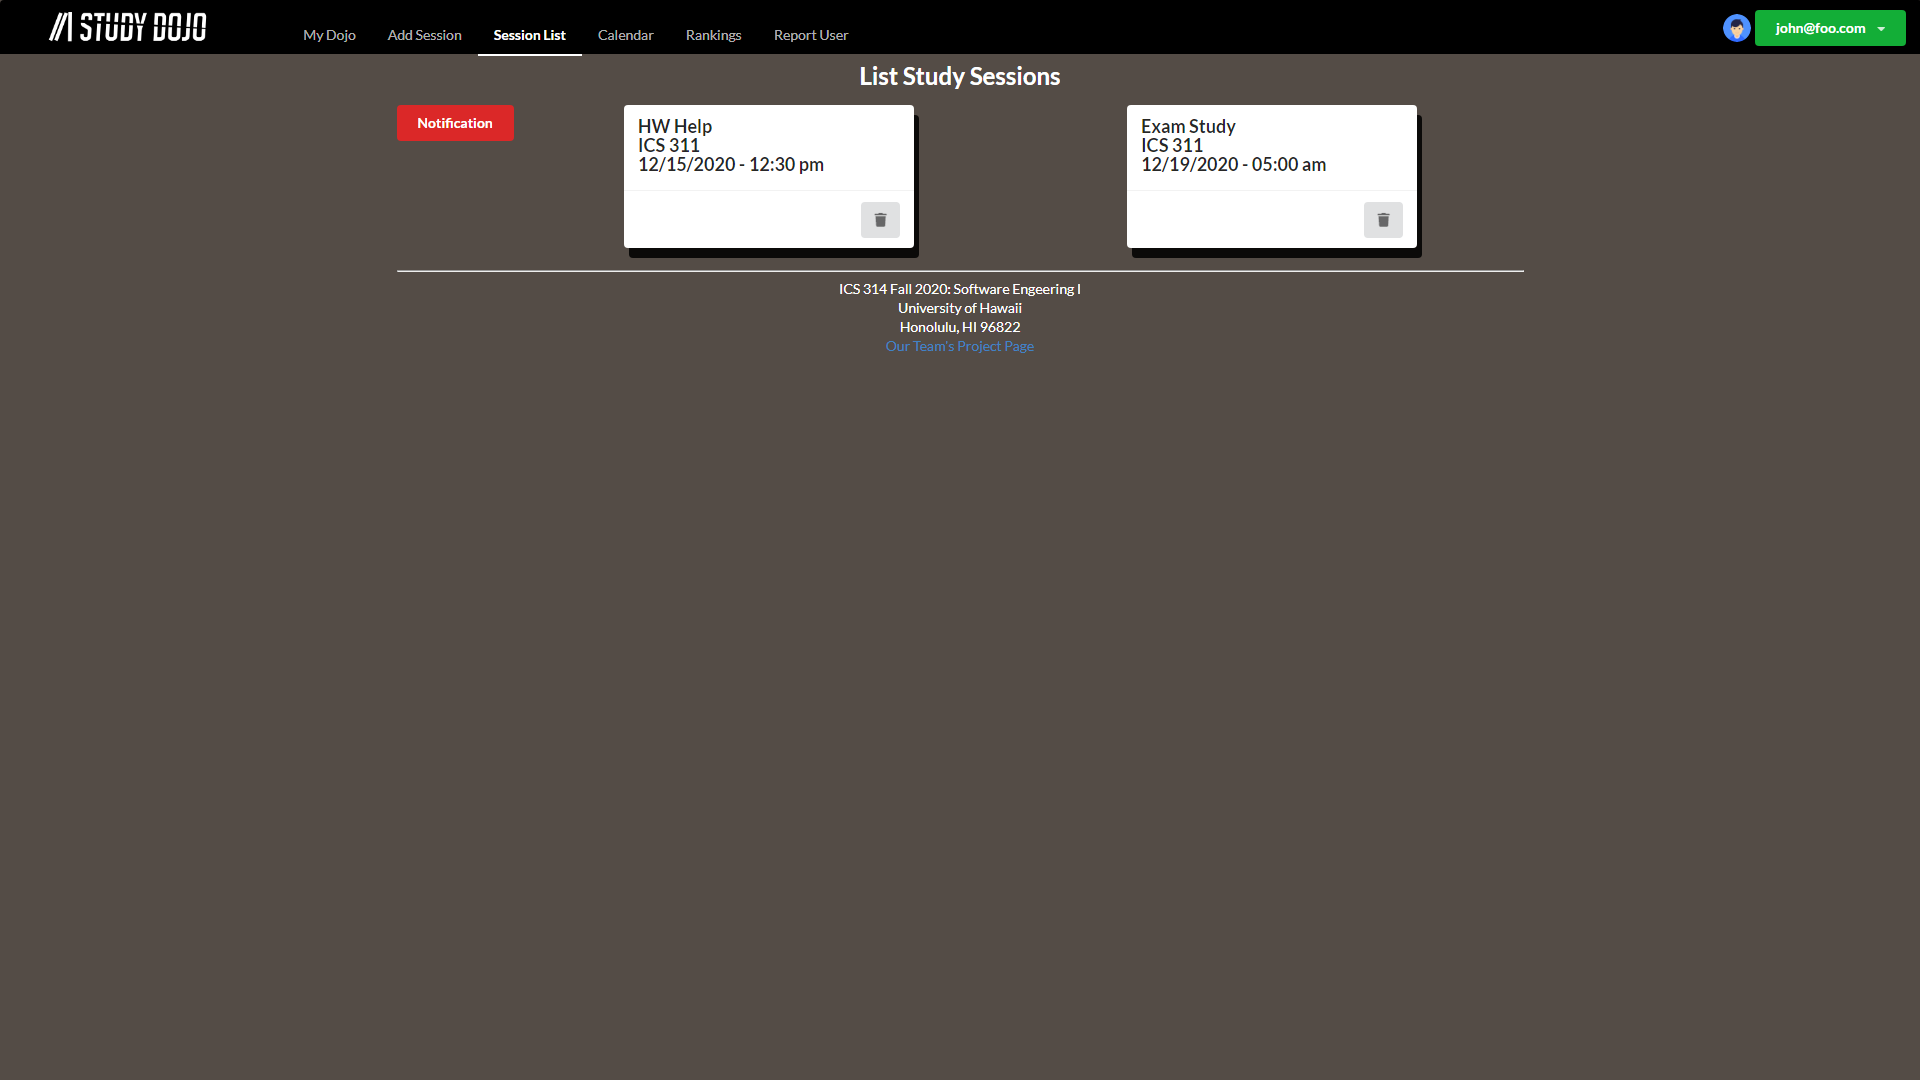 STUDY DOJO
My Dojo
Add Session
Session List
Calendar
Rankings
Report User
john@foo.com
List Study Sessions
Notification
HW Help
ICS 311
12/15/2020 - 12:30 pm
Exam Study
ICS 311
12/19/2020 - 05:00 am
ICS 314 Fall 2020: Software Engeering I
University of Hawaii
Honolulu, HI 96822
Our Team's Project Page